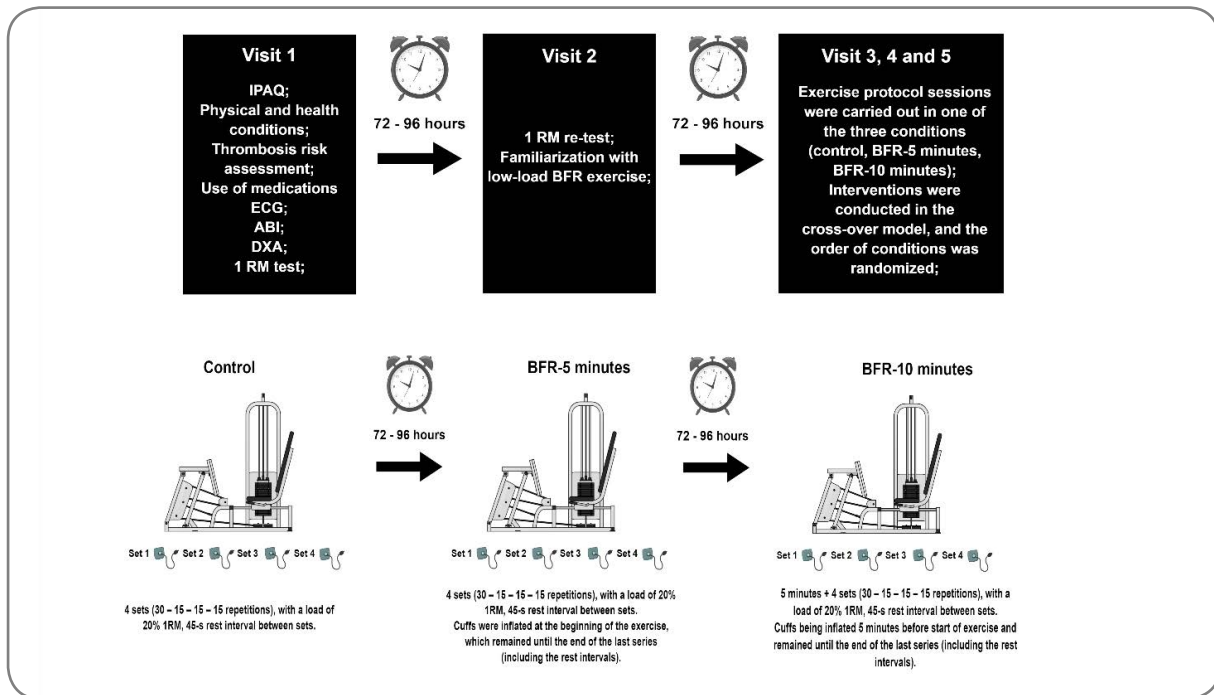 Visit 1
IPAQ;
Physical and health
conditions;
Thrombosis risk
assessment;
Use of medications
ECG;
ABI;
DXA;
1 RM test;
72 - 96 hours
Visit 2
1 RM re-test;
Familiarization with
low-load BFR exercise;
72 - 96 hours
Visit 3, 4 and 5
Exercise protocol sessions
were carried out in one of
the three conditions
(control, BFR-5 minutes,
BFR-10 minutes);
Interventions were
conducted in the
cross-over model, and the
order of conditions was
randomized;
Control
Set 1 Set 2 Set 3 Set 4
4 sets (30 – 15 – 15 – 15 repetitions), with a load of
20% 1RM, 45-s rest interval between sets.
72 - 96 hours
BFR-5 minutes
Set 1 Set 2 Set 3 Set 4
4 sets (30 – 15 – 15 – 15 repetitions), with a load of 20%
1RM, 45-s rest interval between sets.
Cuffs were inflated at the beginning of the exercise,
which remained until the end of the last series
(including the rest intervals).
72 - 96 hours
BFR-10 minutes
Set 1 Set 2 Set 3 Set 4
5 minutes + 4 sets (30 – 15 – 15 – 15 repetitions), with a
load of 20% 1RM, 45-s rest interval between sets.
Cuffs being inflated 5 minutes before start of exercise and
remained until the end of the last series (including the rest
intervals).